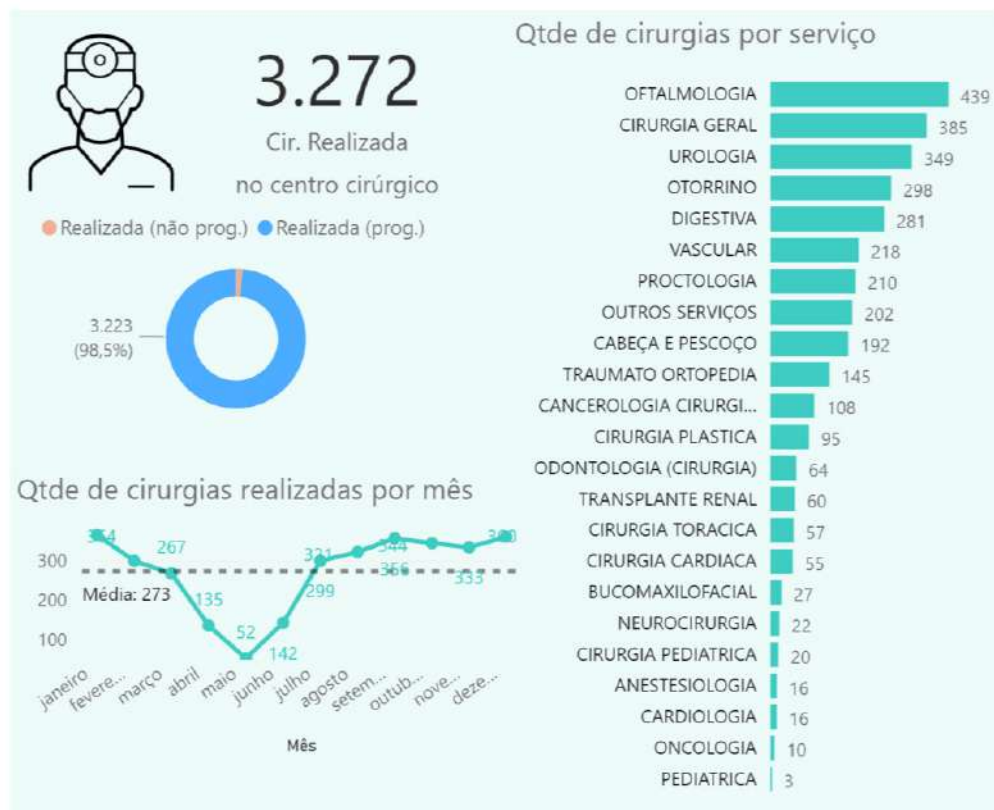 3.272
Cir. Realizada
no centro cirúrgico
Realizada (não prog.) Realizada (prog.)
3.223
(98,5%)
Qtde de cirurgias realizadas por mês
300
200
100
Média: 273
267
135
52
142
299
321
344
356
333
janeiro
fevere...
março
abril
maio
junho
julho
agosto
setem...
outub...
nove...
deze...
Mês
Qtde de cirurgias por serviço
OFTALMOLOGIA 439
CIRURGIA GERAL 385
UROLOGIA 349
OTORRINO 298
DIGESTIVA 281
VASCULAR 218
PROCTOLOGIA 210
OUTROS SERVIÇOS 202
CABEÇA E PESCOÇO 192
TRAUMATO ORTOPEDIA 145
CANCEROLOGIA CIRURGI... 108
CIRURGIA PLASTICA 95
ODONTOLOGIA (CIRURGIA) 64
TRANSPLANTE RENAL 60
CIRURGIA TORACICA 57
CIRURGIA CARDIACA 55
BUCOMAXILOFACIAL 27
NEUROCIRURGIA 22
CIRURGIA PEDIATRICA 20
ANESTESIOLOGIA 16
CARDIOLOGIA 16
ONCOLOGIA 10
PEDIATRICA 3